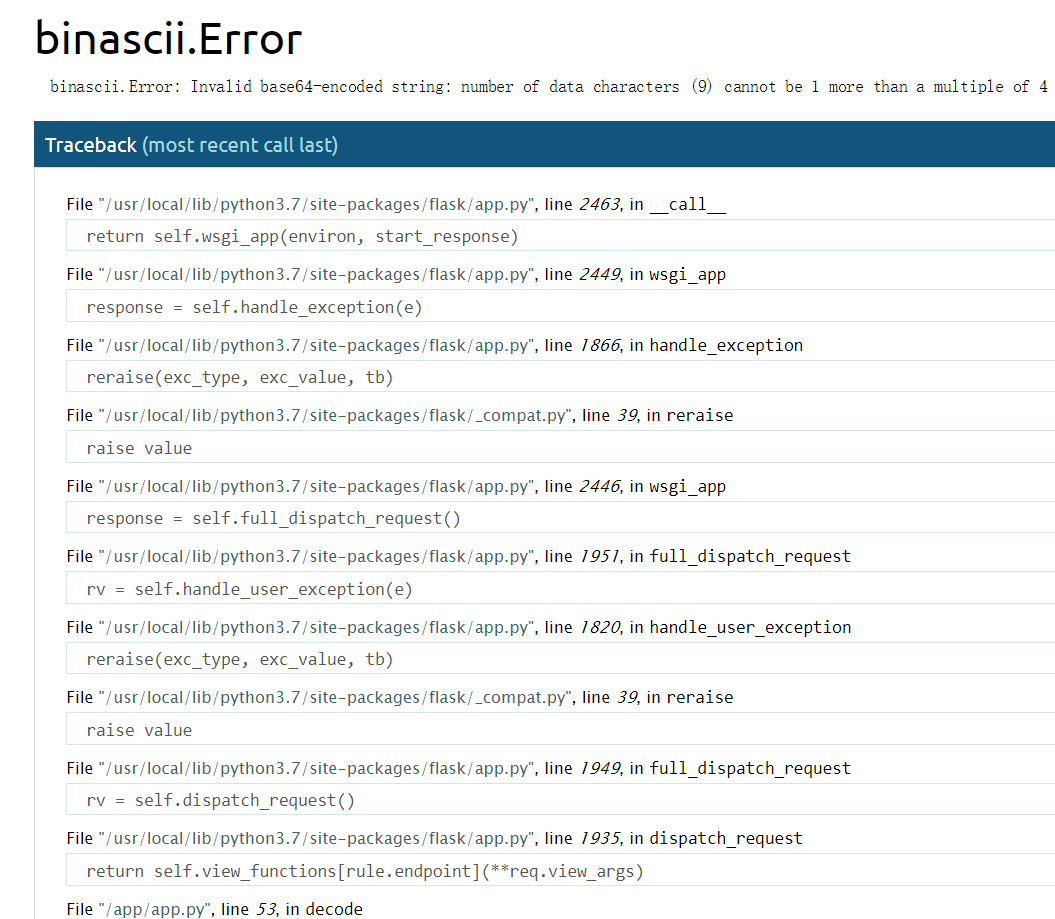 binascii.Error
binascii.Error: Invalid base64-encoded string: number of data characters (9) cannot be 1 more than a multiple of 4
Traceback (most recent call last)
File "/usr/local/lib/python3.7/site-packages/flask/app.py", line 2463, in __call__
return self.wsgi_app(environ, start_response)
File "/usr/local/lib/python3.7/site-packages/flask/app.py", line 2449, in wsgi_app
response = self.handle_exception(e)
File "/usr/local/lib/python3.7/site-packages/flask/app.py", line 1866, in handle_exception
reraise(exc_type, exc_value, tb)
File "/usr/local/lib/python3.7/site-packages/flask/_compat.py", line 39, in reraise
raise value
File "/usr/local/lib/python3.7/site-packages/flask/app.py", line 2446, in wsgi_app
response = self.full_dispatch_request()
File "/usr/local/lib/python3.7/site-packages/flask/app.py", line 1951, in full_dispatch_request
rv = self.handle_user_exception(e)
File "/usr/local/lib/python3.7/site-packages/flask/app.py", line 1820, in handle_user_exception
reraise(exc_type, exc_value, tb)
File "/usr/local/lib/python3.7/site-packages/flask/_compat.py", line 39, in reraise
raise value
File "/usr/local/lib/python3.7/site-packages/flask/app.py", line 1949, in full_dispatch_request
rv = self.dispatch_request()
File "/usr/local/lib/python3.7/site-packages/flask/app.py", line 1935, in dispatch_request
return self.view_functions[rule.endpoint](**req.view_args)
File "/app/app.py", line 53, in decode